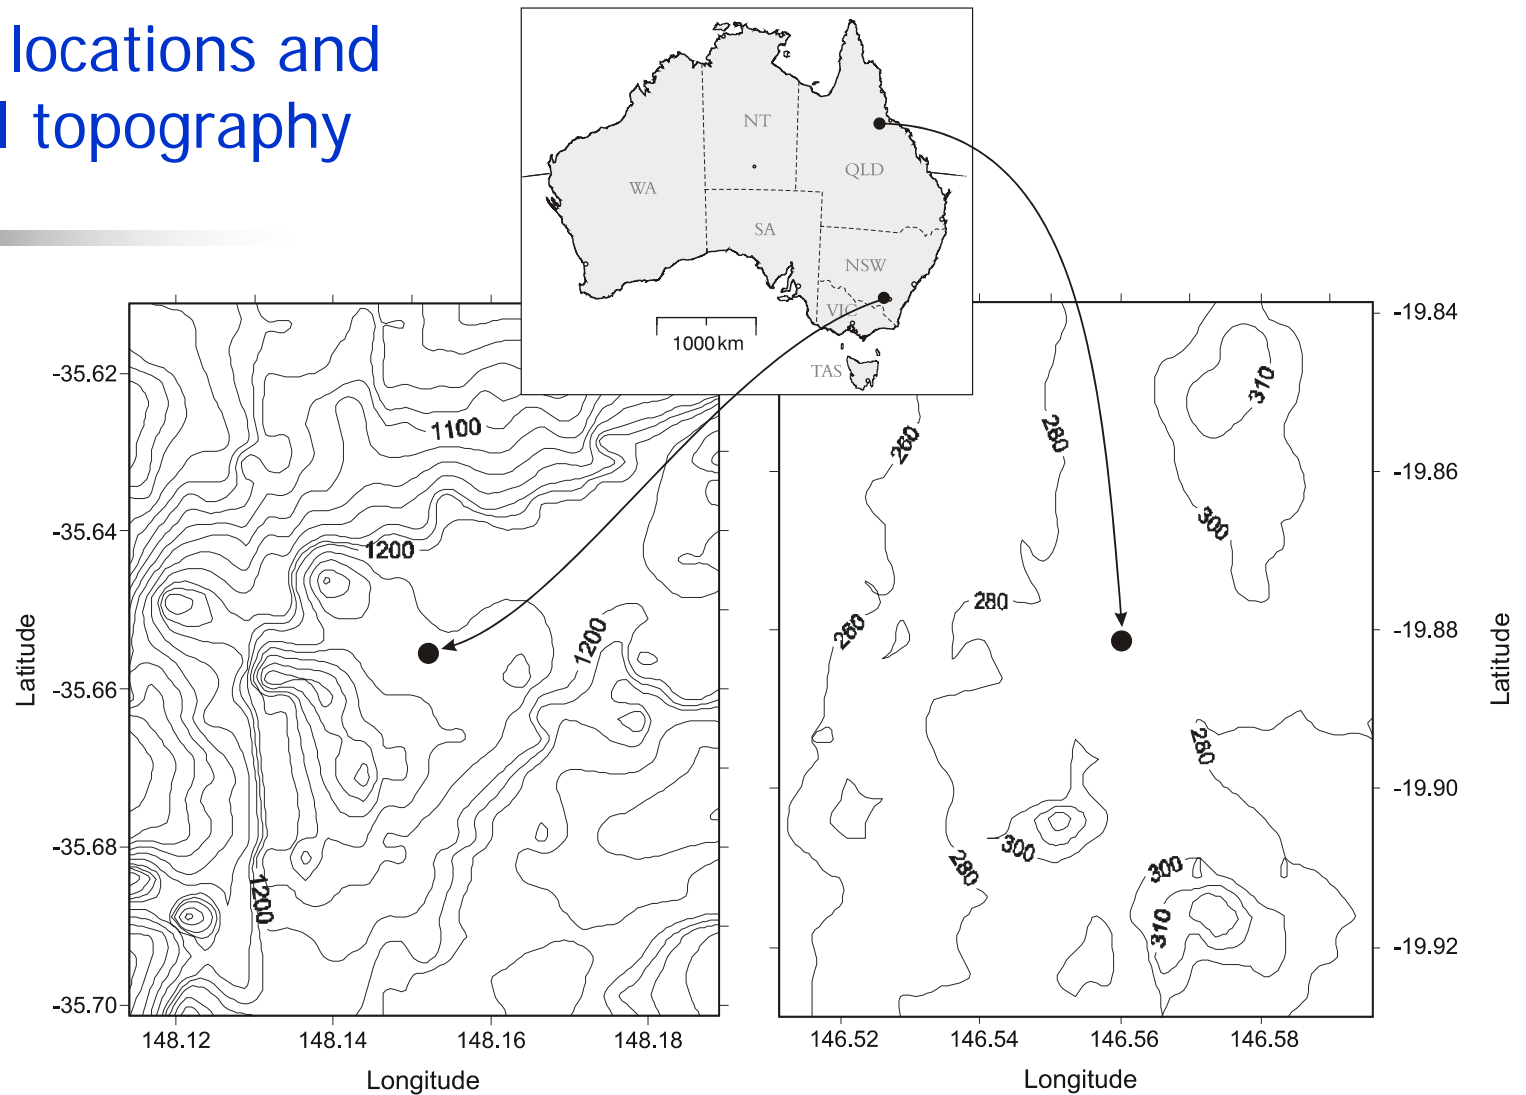 locations and
topography
NT
WA
QLD
SA
NSW
VIC
TAS
1000 km
-35.62
-35.64
-35.66
-35.68
-35.70
Latitude
148.12
148.14
148.16
148.18
Longitude
1100
1200
1200
1200
260
280
310
300
280
260
280
280
300
300
310
-19.84
-19.86
-19.88
-19.90
-19.92
Latitude
146.52
146.54
146.56
146.58
Longitude